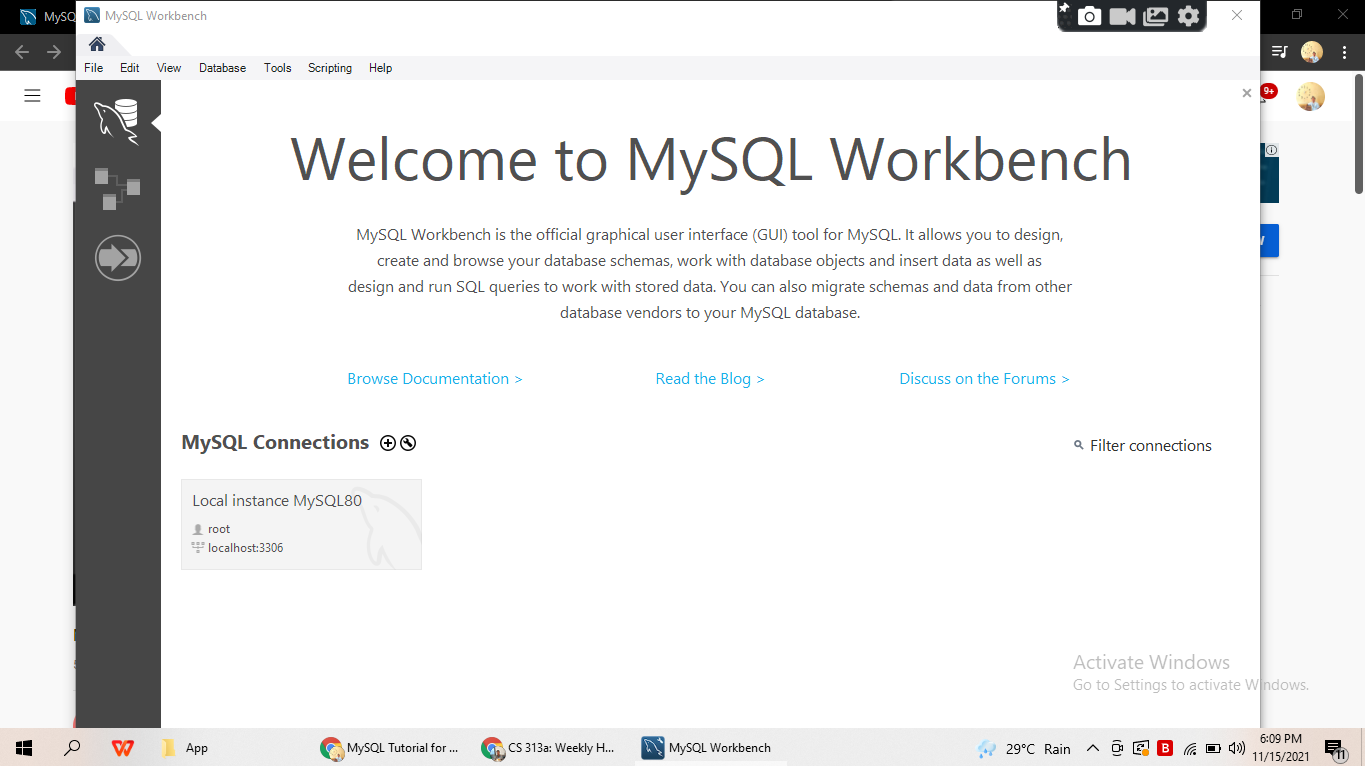 MySQ
MySQL Workbench
File Edit View Database Tools Scripting Help
9+
Welcome to MySQL Workbench
MySQL Workbench is the official graphical user interface (GUI) tool for MySQL. It allows you to design,
create and browse your database schemas, work with database objects and insert data as well as
design and run SQL queries to work with stored data. You can also migrate schemas and data from other
database vendors to your MySQL database.
Browse Documentation > Read the Blog > Discuss on the Forums >
MySQL Connections
Filter connections
Local instance MySQL80
root
localhost:3306
Activate Windows
Go to Settings to activate Windows.
App MySQL Tutorial for ... CS 313a: Weekly H... MySQL Workbench 29°C Rain B 6:09 PM
11/15/2021 11